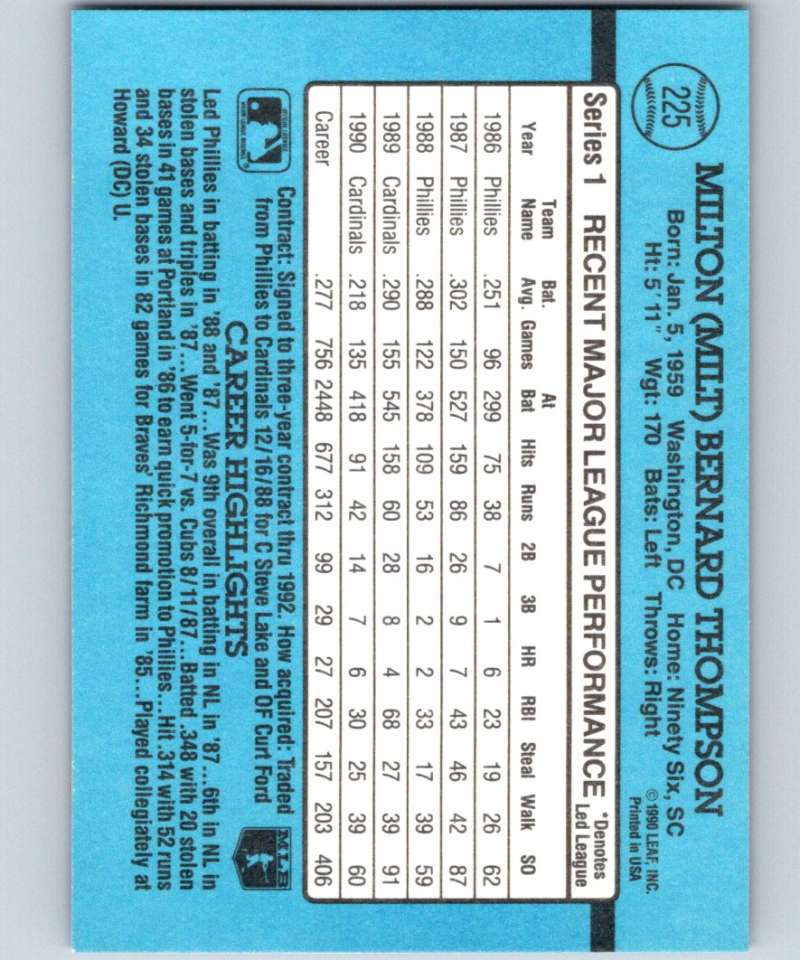 225
MILTON (MILT) BERNARD THOMPSON
Born: Jan. 5, 1959 Washington, DC Home: Ninety Six, SC
Ht: 5'11" Wgt: 170 Bats: Left Throws: Right
©1990 LEAF, INC.
Printed in USA
Series 1 RECENT MAJOR LEAGUE PERFORMANCE *Denotes Led League
Year Team Name Bat. Avg. Games At Bat Hits Runs 2B 3B HR RBI Steal Walk SO
1986 Phillies .251 96 299 75 38 7 1 6 23 19 26 62
1987 Phillies .302 150 527 159 86 26 9 7 43 46 42 87
1988 Phillies .288 122 378 109 53 16 2 2 33 17 39 59
1989 Cardinals .290 155 545 158 60 28 8 4 68 27 39 91
1990 Cardinals .218 135 418 91 42 14 7 6 30 25 39 60
Career .277 756 2448 677 312 99 29 27 207 157 203 406
Contract: Signed to three-year contract thru 1992. How acquired: Traded
from Phillies to Cardinals 12/16/88 for C Steve Lake and OF Curt Ford
MLB
CAREER HIGHLIGHTS
Led Phillies in batting in '88 and '87...Was 9th overall in batting in NL in '87...6th in NL in
stolen bases and triples in '87...Went 5-for-7 vs. Cubs 8/11/87...Batted .348 with 20 stolen
bases in 41 games at Portland in '86 to earn quick promotion to Phillies...Hit .314 with 52 runs
and 34 stolen bases in 82 games for Braves' Richmond farm in '85...Played collegiately at
Howard (DC) U.